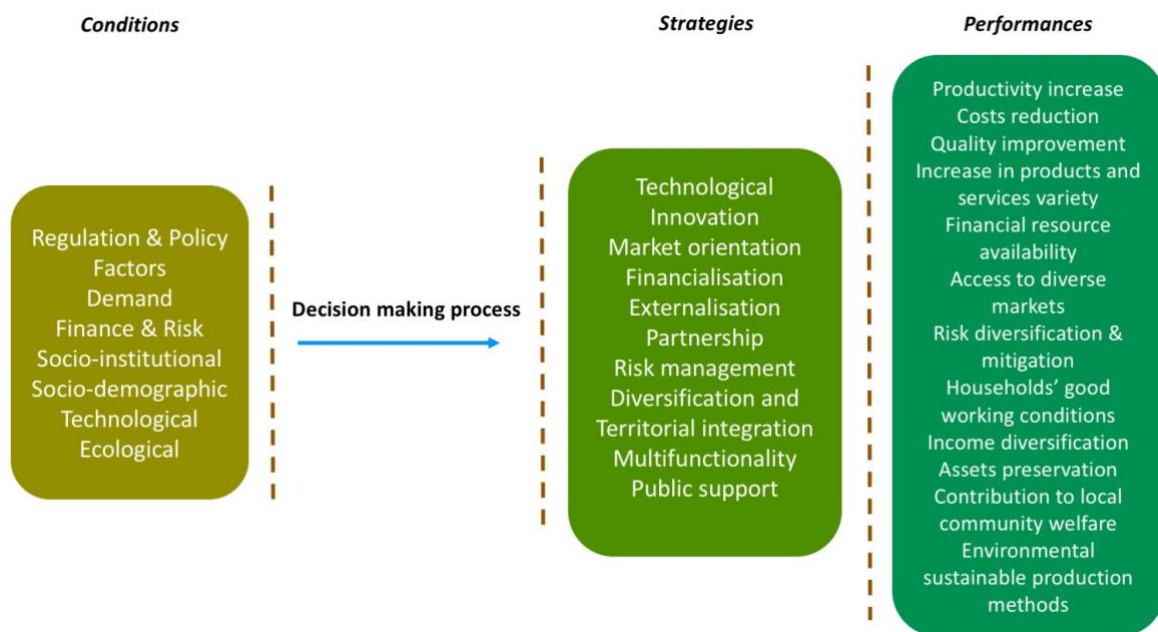 Conditions
Regulation & Policy
Factors
Demand
Finance & Risk
Socio-institutional
Socio-demographic
Technological
Ecological
Decision making process
Strategies
Technological
Innovation
Market orientation
Financialisation
Externalisation
Partnership
Risk management
Diversification and
Territorial integration
Multifunctionality
Public support
Performances
Productivity increase
Costs reduction
Quality improvement
Increase in products and
services variety
Financial resource
availability
Access to diverse
markets
Risk diversification &
mitigation
Households’ good
working conditions
Income diversification
Assets preservation
Contribution to local
community welfare
Environmental
sustainable production
methods